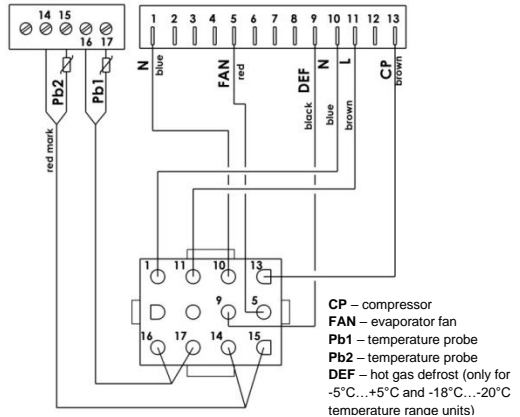 14 15
16 17
1 2 3 4 5 6 7 8 9 10 11 12 13
N
blue
FAN
red
DEF
black
N
blue
L
brown
CP
brown
Pb2
Pb1
red mark
1 11 10 13
9 5
16 17 14 15
CP – compressor
FAN – evaporator fan
Pb1 – temperature probe
Pb2 – temperature probe
DEF – hot gas defrost (only for
-5°C…+5°C and -18°C…-20°C
temperature range units)